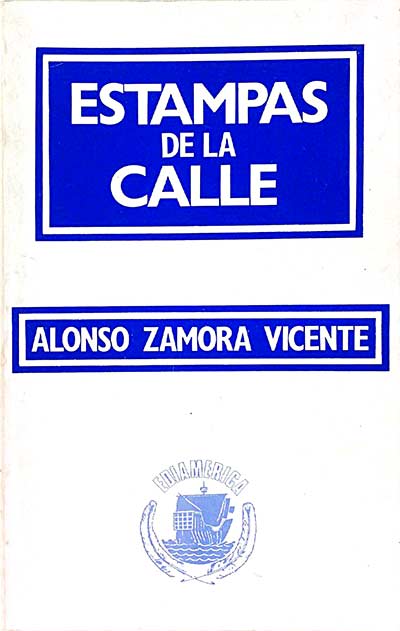 ESTAMPAS
DE LA
CALLE
ALONSO ZAMORA VICENTE
EDIAMERICA